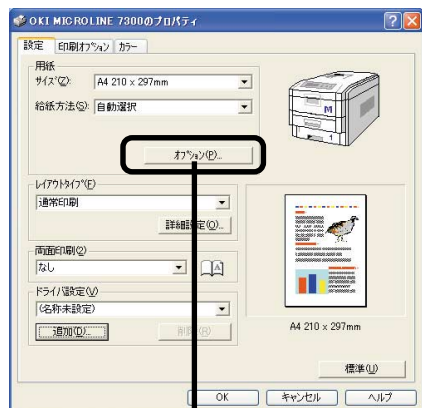 OKI MICROLINE 7300のプロパティ
設定 印刷オプション カラー
用紙
サイズ(Z): A4 210 x 297mm
給紙方法(S): 自動選択
オプション(P)...
M
1
レイアウトタイプ(E)
通常印刷
詳細設定(O)...
両面印刷(2)
なし
A
ドライバ設定(V)
(名称未設定)
追加(D)...
削除(R)
A4 210 x 297mm
標準(U)
OK キャンセル ヘルプ